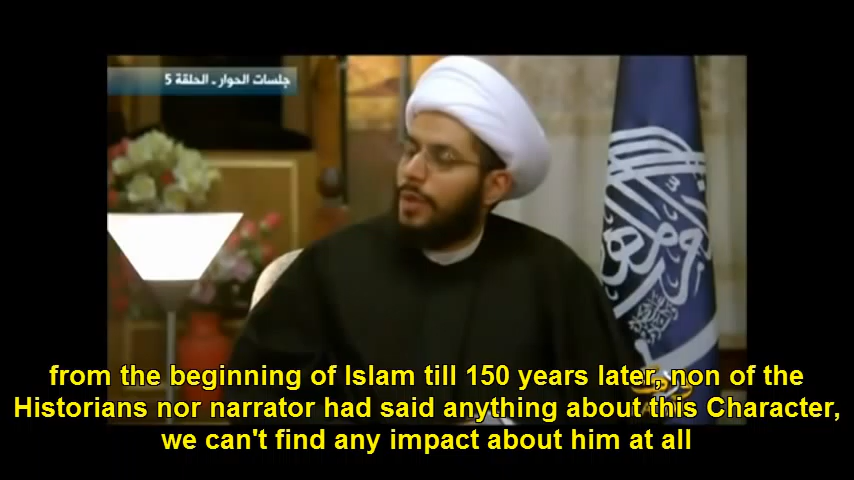 جلسات الحوار - الحلقة 5
from the beginning of Islam till 150 years later, non of the
Historians nor narrator had said anything about this Character,
we can't find any impact about him at all